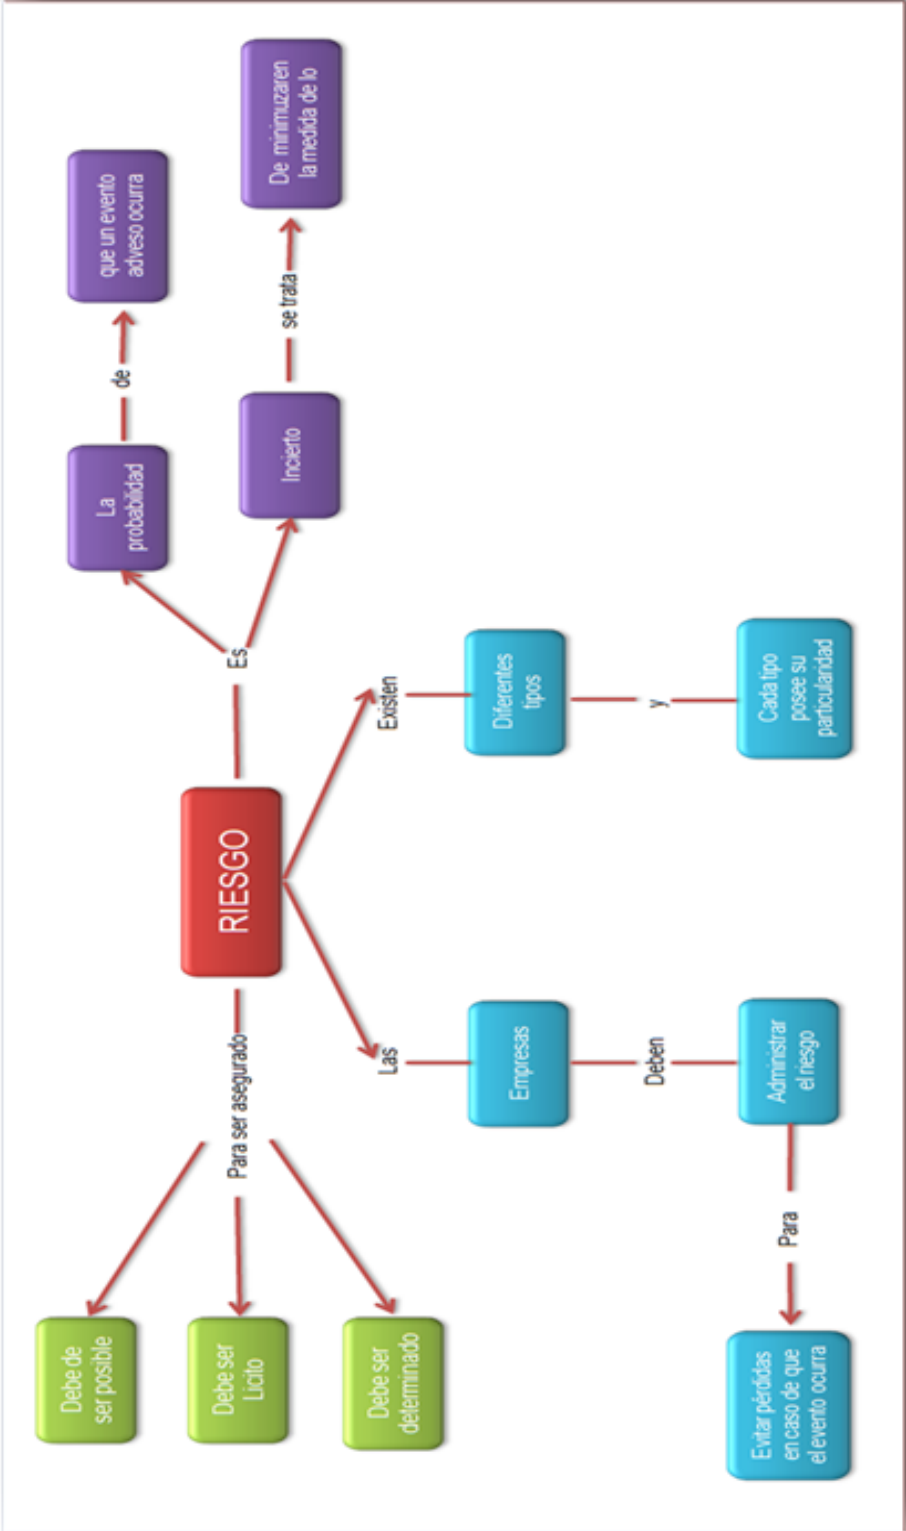 RIESGO
Para ser asegurado
Debe de
ser posible
Debe ser
Licito
Debe ser
determinado
Es
La
probabilidad
de
que un evento
adveso ocurra
Incierto
se trata
De minimuzaren
la medida de lo
Las
Empresas
Deben
Administrar
el riesgo
Para
Evitar pérdidas
en caso de que
el evento ocurra
Existen
Diferentes
tipos
y
Cada tipo
posee su
particularidad